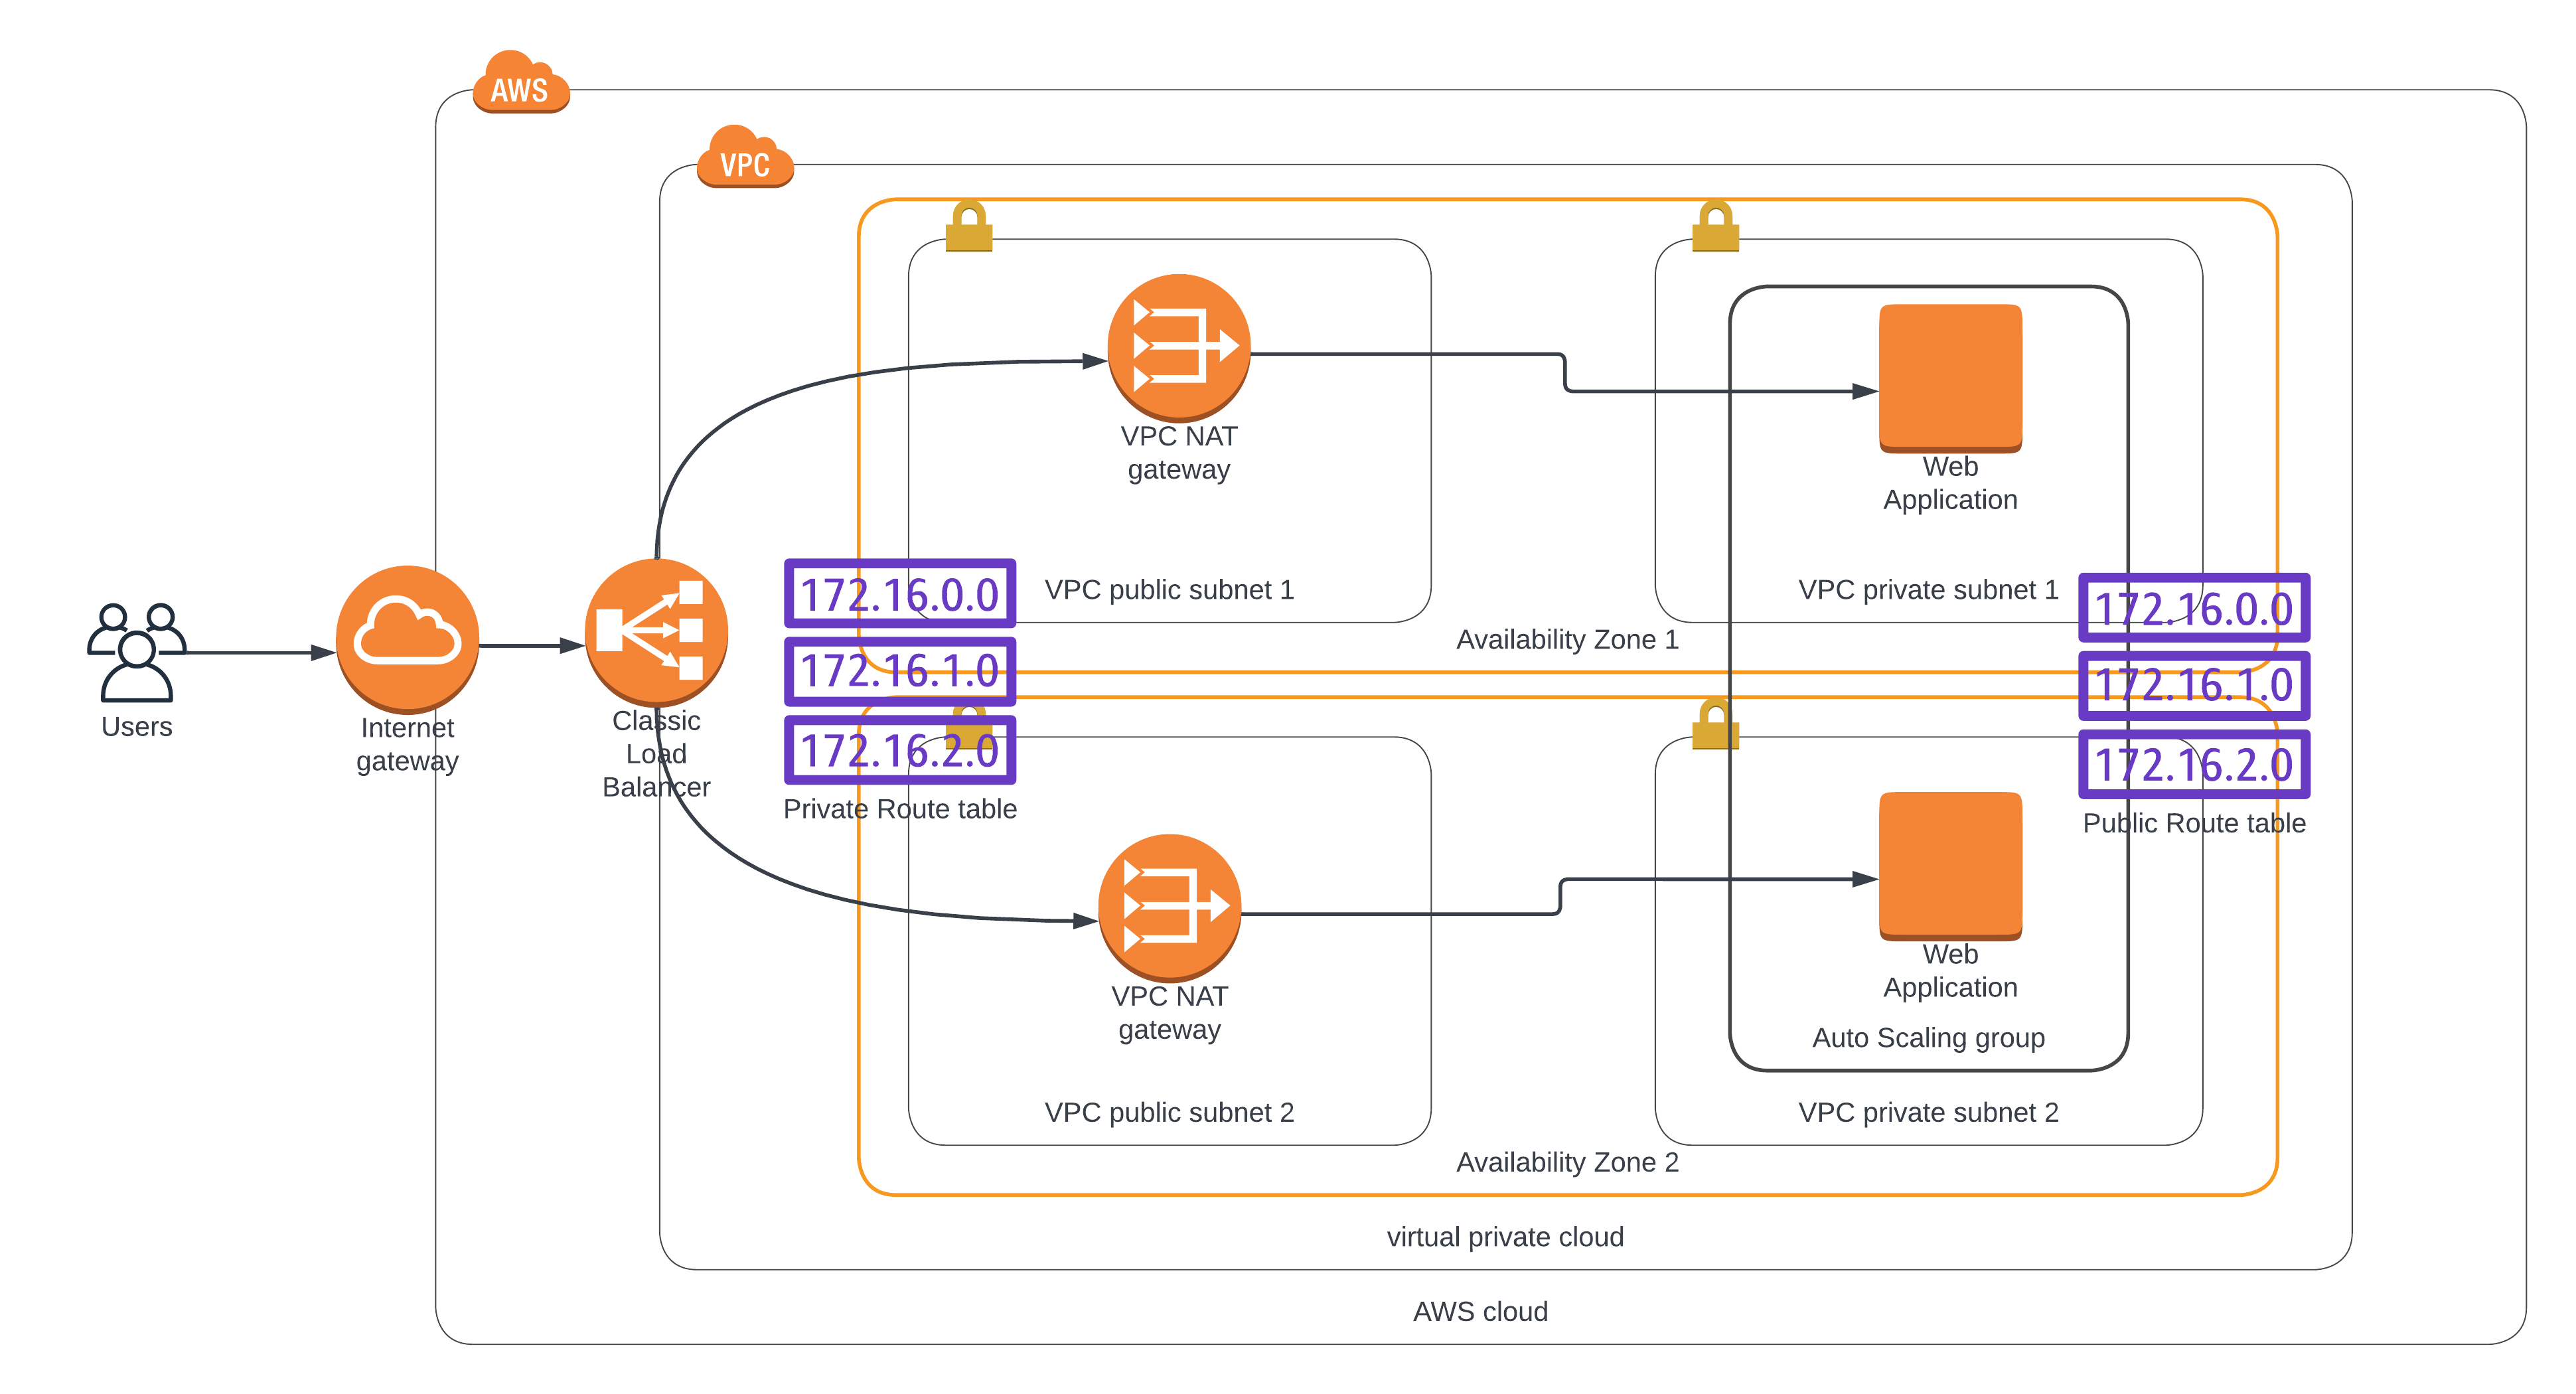 AWS
VPC
VPC NAT
gateway
Web
Application
172.16.0.0
172.16.1.0
172.16.2.0
Private Route table
VPC public subnet 1
VPC private subnet 1
172.16.0.0
172.16.1.0
172.16.2.0
Public Route table
Availability Zone 1
Users
Internet
gateway
Classic
Load
Balancer
VPC NAT
gateway
Web
Application
Auto Scaling group
VPC public subnet 2
VPC private subnet 2
Availability Zone 2
virtual private cloud
AWS cloud